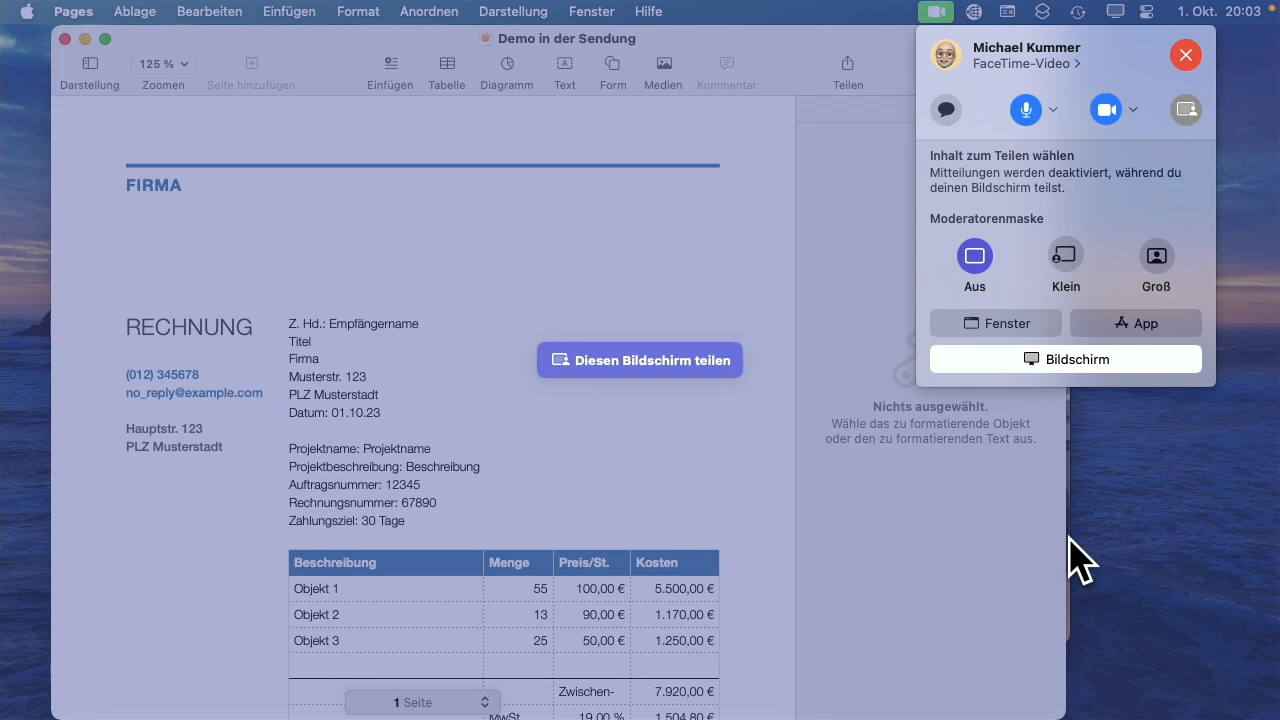 Pages Ablage Bearbeiten Einfügen Format Anordnen Darstellung Fenster Hilfe 1. Okt. 20:03
Demo in der Sendung
125 %
Darstellung Zoomen Seite hinzufügen Einfügen Tabelle Diagramm Text Form Medien Kommentar Teilen
Michael Kummer
FaceTime-Video
Inhalt zum Teilen wählen
Mitteilungen werden deaktiviert, während du
deinen Bildschirm teilst.
Moderatorenmaske
Aus Klein Groß
Fenster App
Bildschirm
FIRMA
RECHNUNG
(012) 345678
no_reply@example.com
Hauptstr. 123
PLZ Musterstadt
Z. Hd.: Empfängername
Titel
Firma
Musterstr. 123
PLZ Musterstadt
Datum: 01.10.23
Projektname: Projektname
Projektbeschreibung: Beschreibung
Auftragsnummer: 12345
Rechnungsnummer: 67890
Zahlungsziel: 30 Tage
Diesen Bildschirm teilen
Nichts ausgewählt.
Wähle das zu formatierende Objekt
oder den zu formatierenden Text aus.
Beschreibung Menge Preis/St. Kosten
Objekt 1 55 100,00 € 5.500,00 €
Objekt 2 13 90,00 € 1.170,00 €
Objekt 3 25 50,00 € 1.250,00 €
Zwischen- 7.920,00 €
MwSt. 19,00 % 1.504,80 €
1 Seite